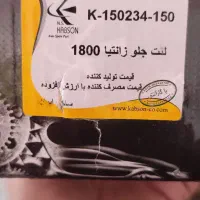 K-150234-150
N.S
KABSON
لنت جلو زانتیا 1800
قیمت تولید کننده
قیمت مصرف کننده با ارزش افزوده
www.kabson-co.com